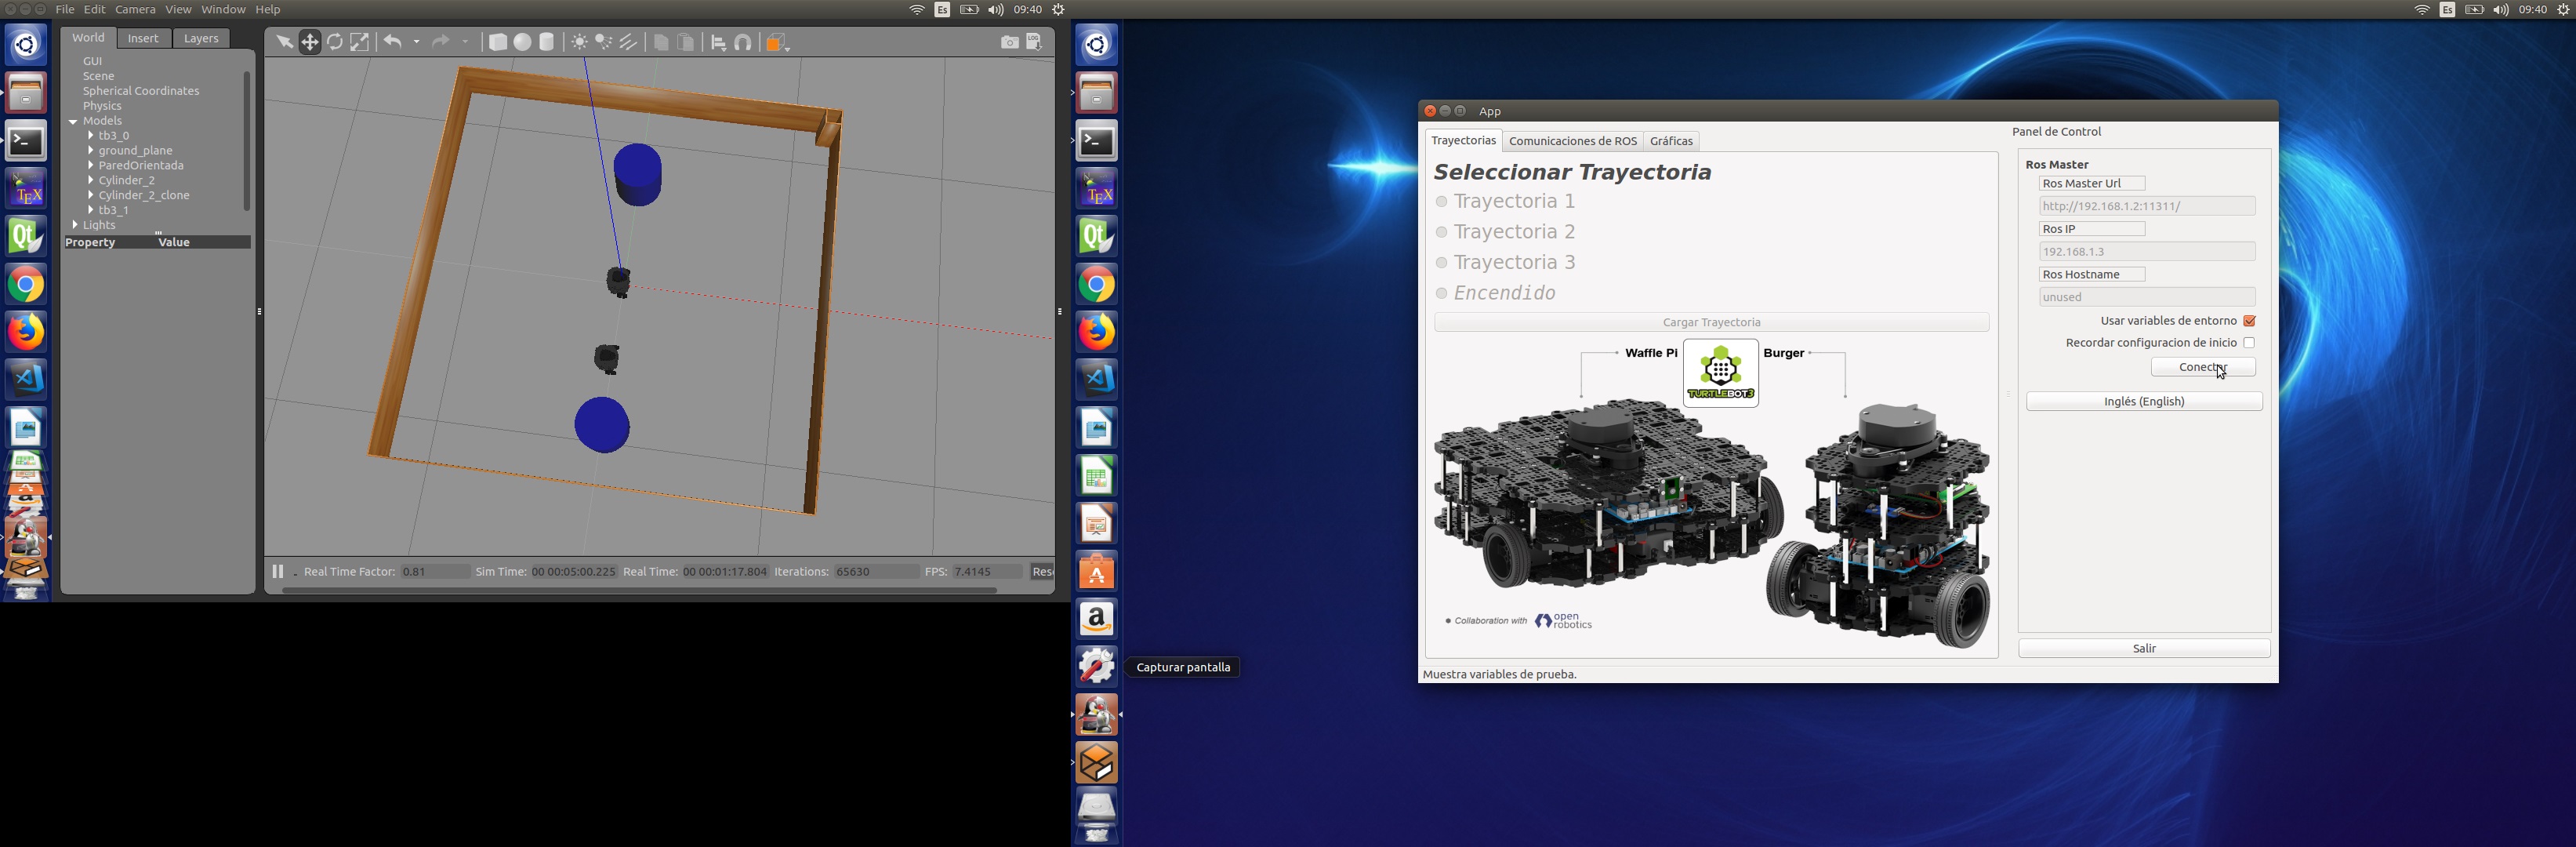 File Edit Camera View Window Help
Es 09:40
World Insert Layers
GUI
Scene
Spherical Coordinates
Physics
Models
tb3_0
ground_plane
ParedOrientada
Cylinder_2
Cylinder_2_clone
tb3_1
Lights
Property Value
Real Time Factor: 0.81 Sim Time: 00 00:05:00.225 Real Time: 00 00:01:17.804 Iterations: 65630 FPS: 7.4145 Res
Es 09:40
App
Trayectorias Comunicaciones de ROS Gráficas
Seleccionar Trayectoria
Trayectoria 1
Trayectoria 2
Trayectoria 3
Encendido
Cargar Trayectoria
Waffle Pi Burger
TURTLEBOT3
Collaboration with open robotics
Muestra variables de prueba.
Panel de Control
Ros Master
Ros Master Url
http://192.168.1.2:11311/
Ros IP
192.168.1.3
Ros Hostname
unused
Usar variables de entorno
Recordar configuracion de inicio
Conectar
Inglés (English)
Salir
Capturar pantalla